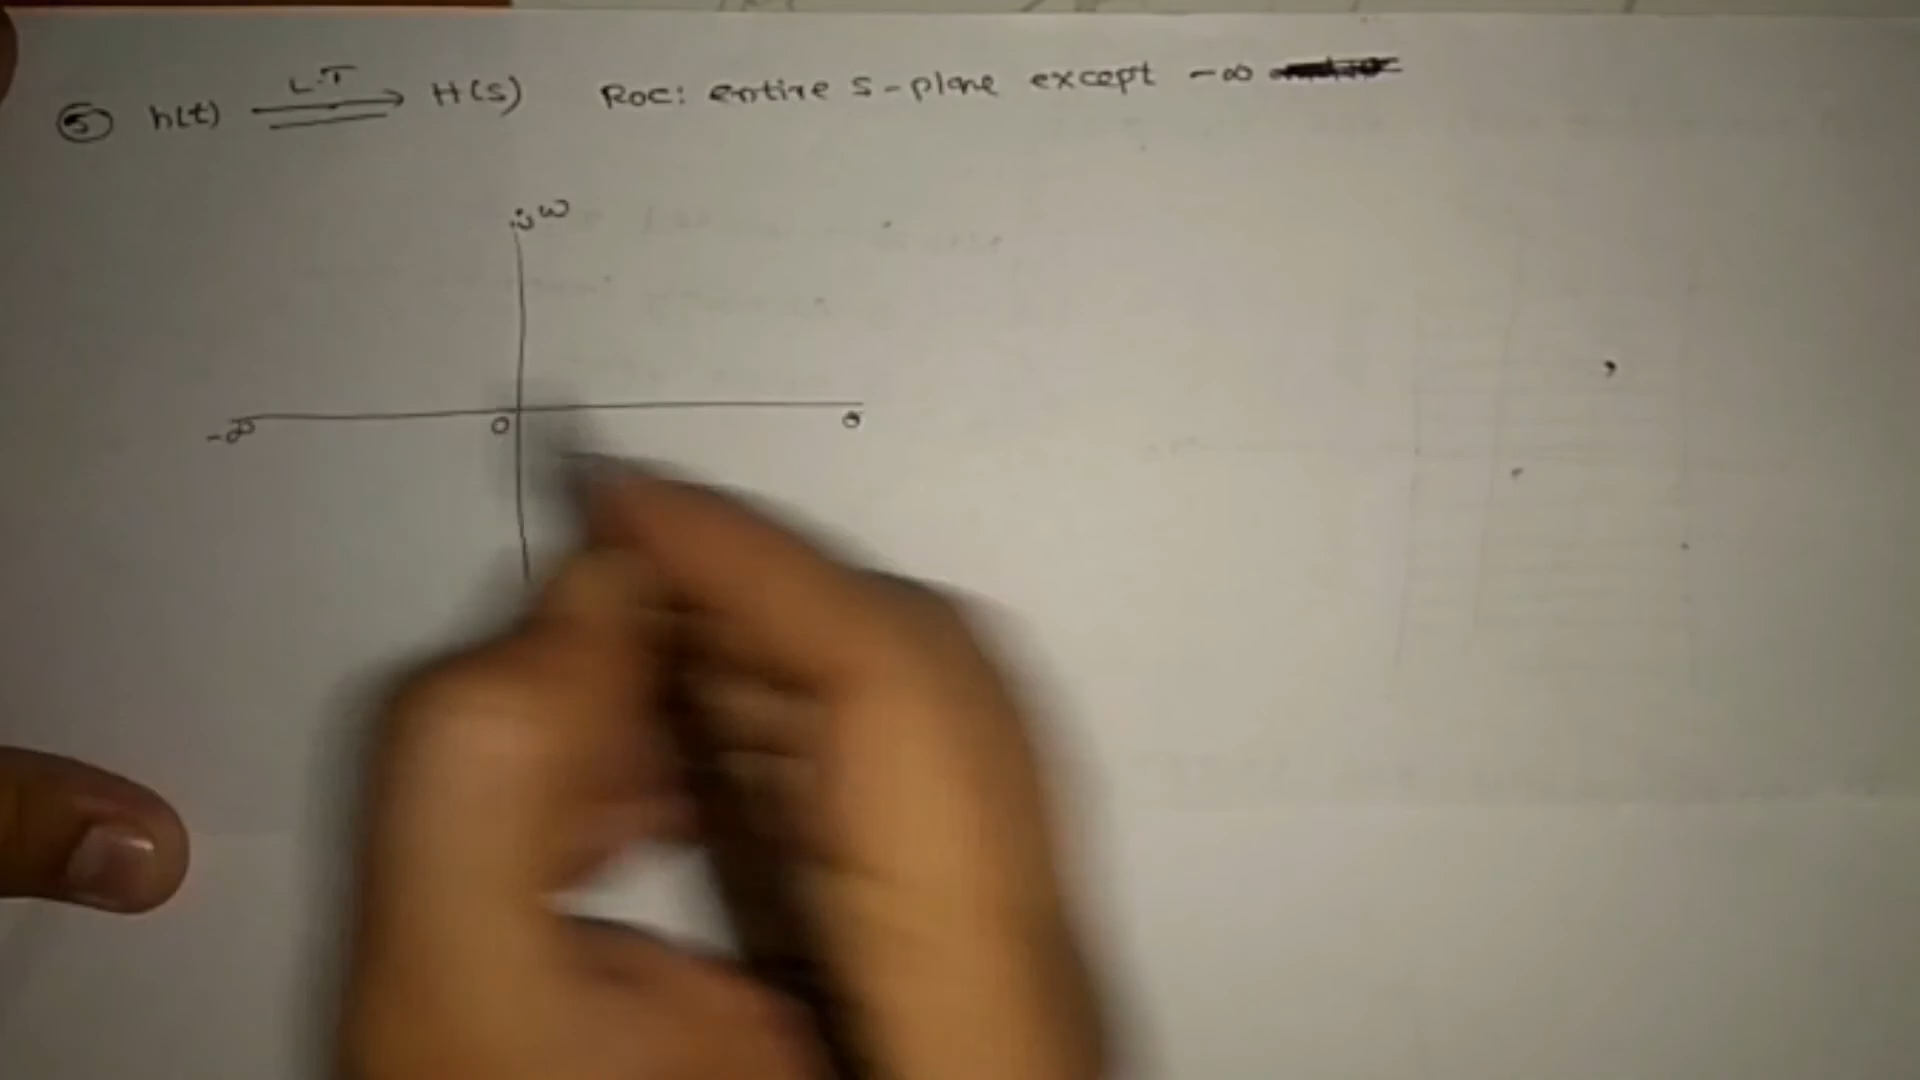 ⑤ h(t) L.T H(s) ROC: entire s-plane except -∞
jω
-∞ 0 σ